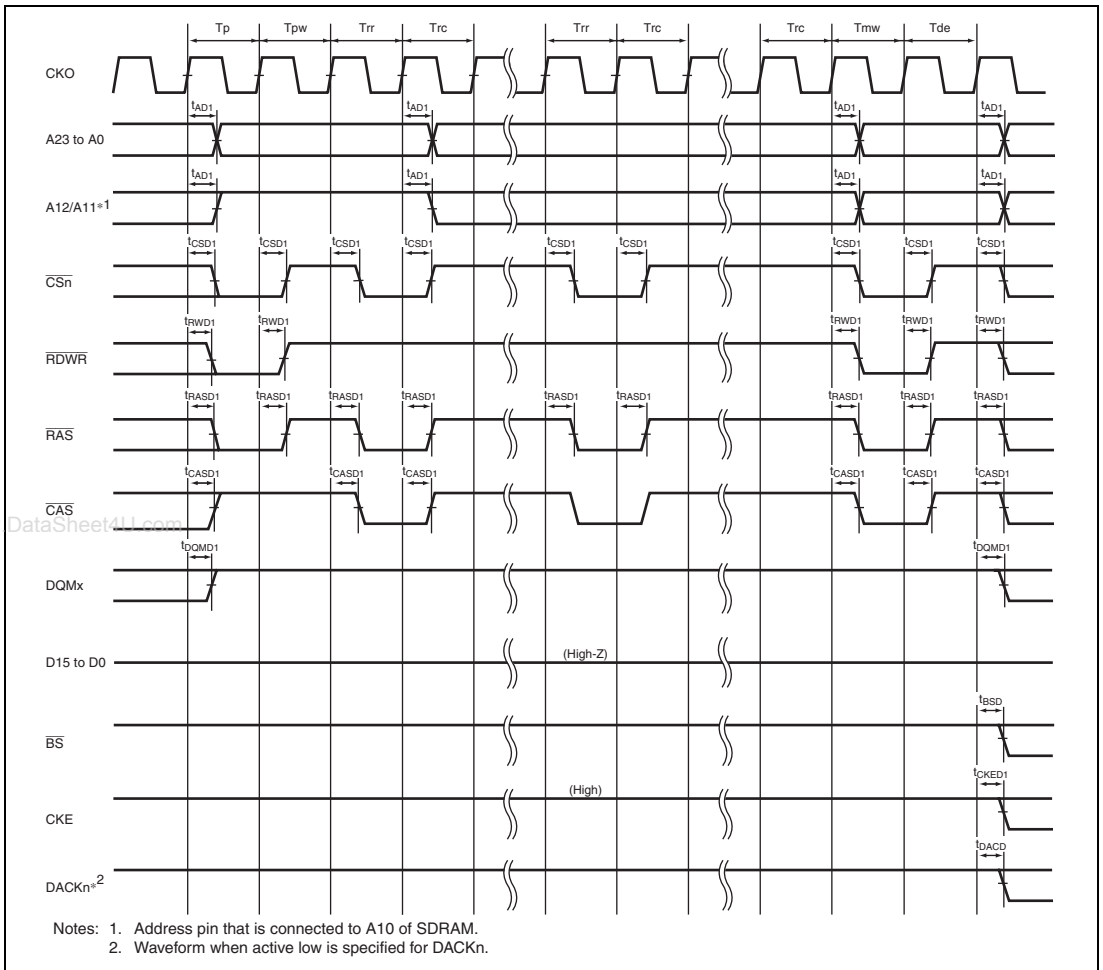 Tp Tpw Trr Trc Trr Trc Trc Tmw Tde
CKO
tAD1 tAD1 tAD1 tAD1
A23 to A0
tAD1 tAD1 tAD1 tAD1
A12/A11*1
tCSD1 tCSD1 tCSD1 tCSD1 tCSD1 tCSD1 tCSD1 tCSD1 tCSD1
CSn
tRWD1 tRWD1 tRWD1 tRWD1 tRWD1
RDWR
tRASD1 tRASD1 tRASD1 tRASD1 tRASD1 tRASD1 tRASD1 tRASD1 tRASD1
RAS
tCASD1 tCASD1 tCASD1 tCASD1 tCASD1 tCASD1
CAS
DataSheet4U.com
tDQMD1 tDQMD1
DQMx
D15 to D0 (High-Z)
tBSD
BS
tCKED1
(High)
CKE
tDACD
DACKn*2
Notes: 1. Address pin that is connected to A10 of SDRAM.
2. Waveform when active low is specified for DACKn.